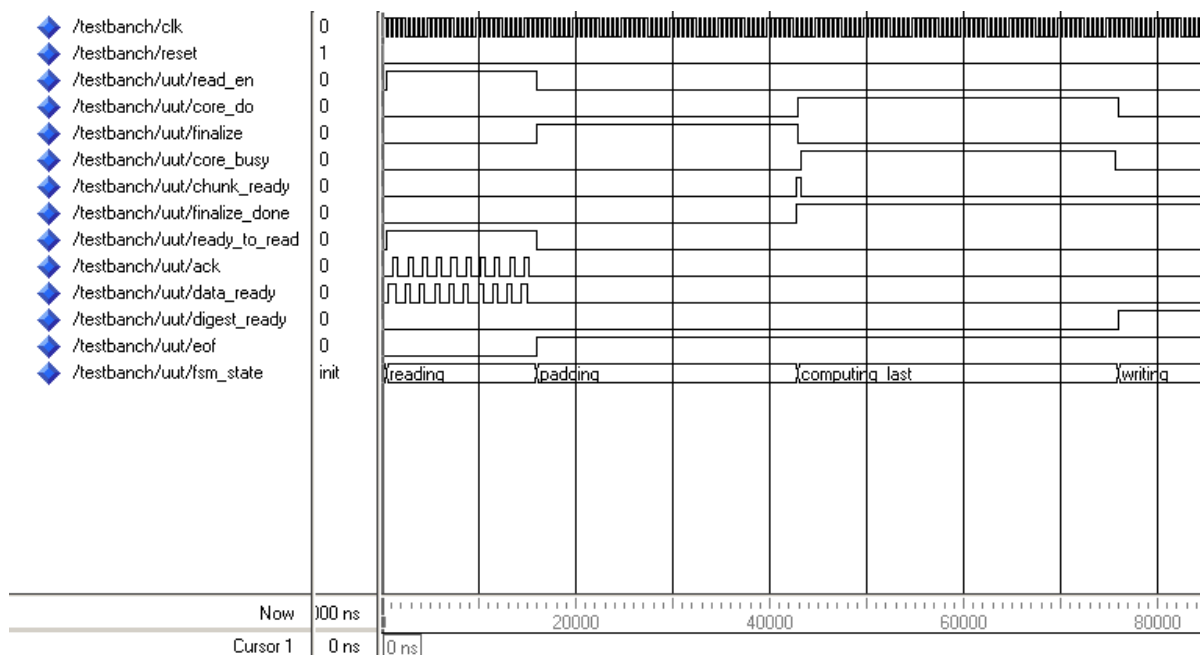 /testbanch/clk 0
/testbanch/reset 1
/testbanch/uut/read_en 0
/testbanch/uut/core_do 0
/testbanch/uut/finalize 0
/testbanch/uut/core_busy 0
/testbanch/uut/chunk_ready 0
/testbanch/uut/finalize_done 0
/testbanch/uut/ready_to_read 0
/testbanch/uut/ack 0
/testbanch/uut/data_ready 0
/testbanch/uut/digest_ready 0
/testbanch/uut/eof 0
/testbanch/uut/fsm_state init reading padding computing_last writing
Now 000 ns 20000 40000 60000 80000
Cursor 1 0 ns 0 ns